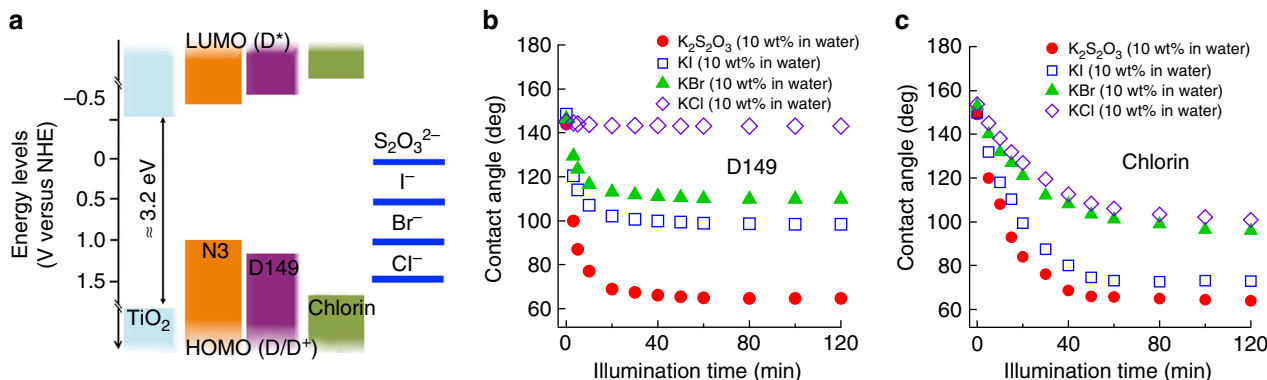 a
LUMO (D*)
−0.5
0
0.5
1.0
1.5
Energy levels
(V versus NHE)
≈ 3.2 eV
S₂O₃²⁻
I⁻
Br⁻
Cl⁻
N3
D149
Chlorin
TiO₂
HOMO (D/D⁺)
b
K₂S₂O₃ (10 wt% in water)
KI (10 wt% in water)
KBr (10 wt% in water)
KCl (10 wt% in water)
D149
180
160
140
120
100
80
60
Contact angle (deg)
0 40 80 120
Illumination time (min)
c
K₂S₂O₃ (10 wt% in water)
KI (10 wt% in water)
KBr (10 wt% in water)
KCl (10 wt% in water)
Chlorin
180
160
140
120
100
80
60
Contact angle (deg)
0 40 80 120
Illumination time (min)